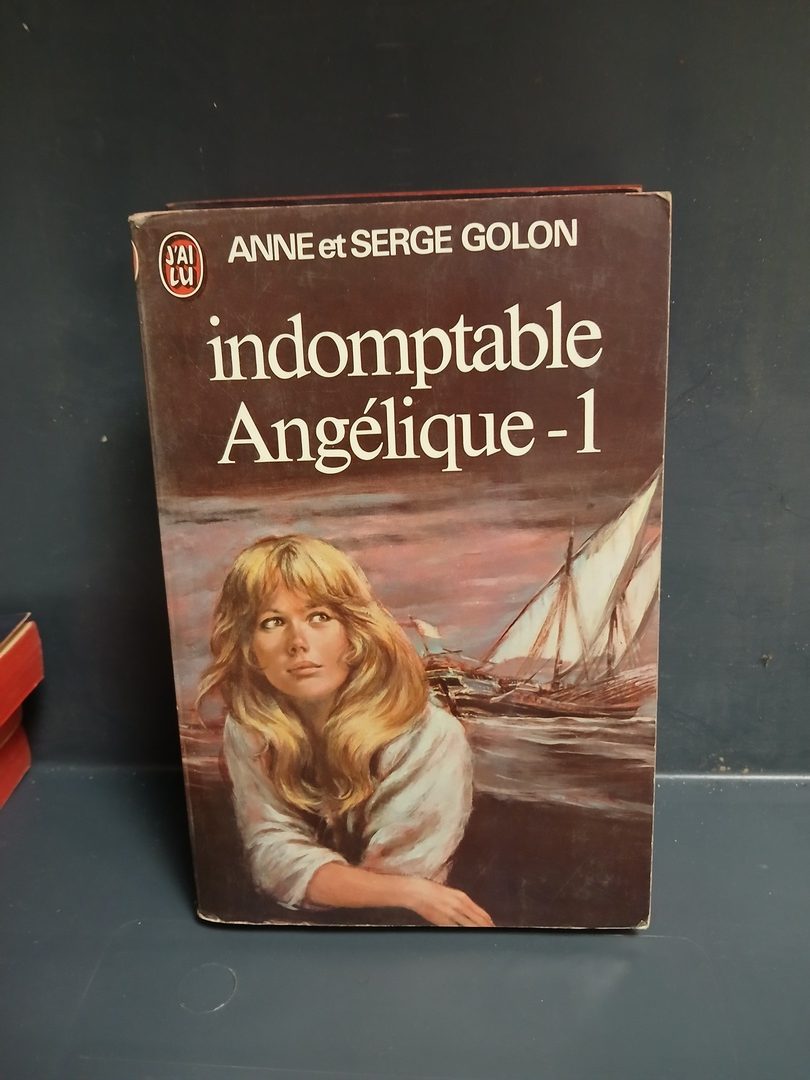 J'AI
LU
ANNE et SERGE GOLON
indomptable
Angélique - 1